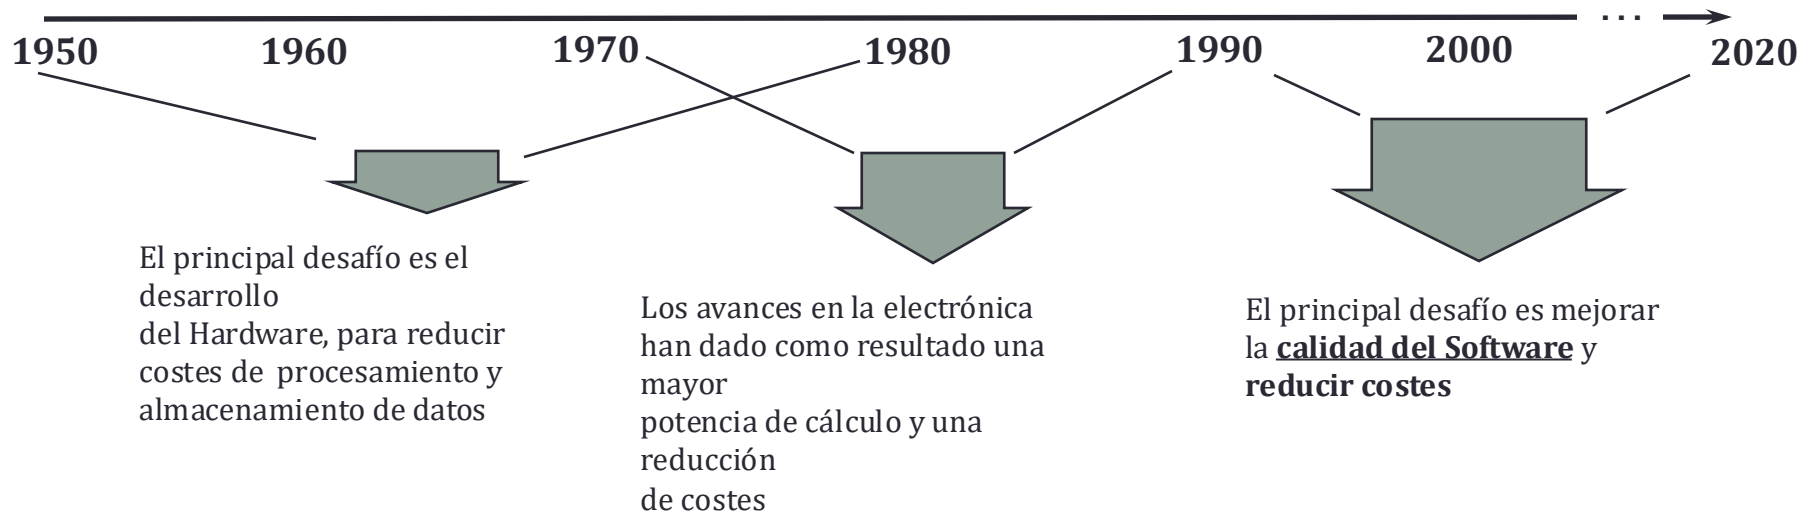 ...
1950 1960 1970 1980 1990 2000 2020
El principal desafío es el
desarrollo
del Hardware, para reducir
costes de procesamiento y
almacenamiento de datos
Los avances en la electrónica
han dado como resultado una
mayor
potencia de cálculo y una
reducción
de costes
El principal desafío es mejorar
la calidad del Software y
reducir costes